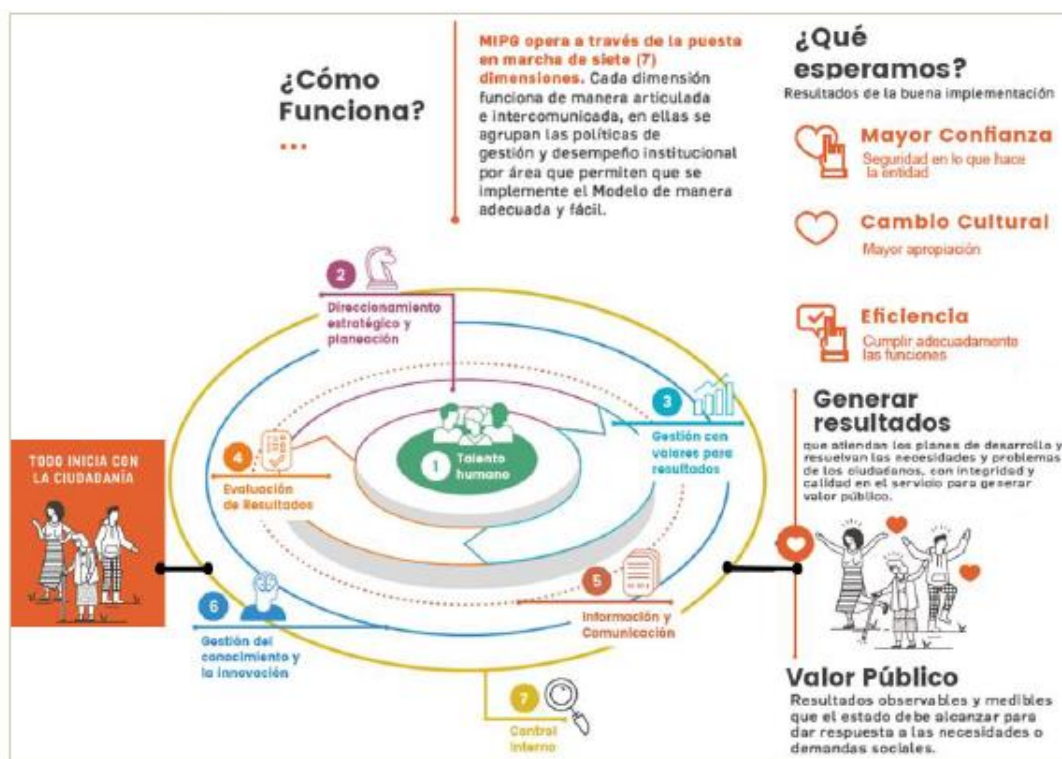 ¿Cómo
Funciona?
MIPG opera a través de la puesta
en marcha de siete (7)
dimensiones. Cada dimensión
funciona de manera articulada
e intercomunicada, en ellas se
agrupan las políticas de
gestión y desempeño institucional
por área que permiten que se
implemente el Modelo de manera
adecuada y fácil.
¿Qué
esperamos?
Resultados de la buena implementación
Mayor Confianza
Seguridad en lo que hace
la entidad
Cambio Cultural
Mayor apropiación
Eficiencia
Cumplir adecuadamente
las funciones
Generar
resultados
que atiendan los planes de desarrollo y
resuelvan las necesidades y problemas
de los ciudadanos, con integridad y
calidad en el servicio para generar
valor público.
Valor Público
Resultados observables y medibles
que el estado debe alcanzar para
dar respuesta a las necesidades o
demandas sociales.
TODO INICIA CON
LA CIUDADANÍA
1
Talento
humano
2
Direccionamiento
estratégico y
planeación
3
Gestión con
valores para
resultados
4
Evaluación
de Resultados
5
Información y
Comunicación
6
Gestión del
conocimiento y
la innovación
7
Control
Interno